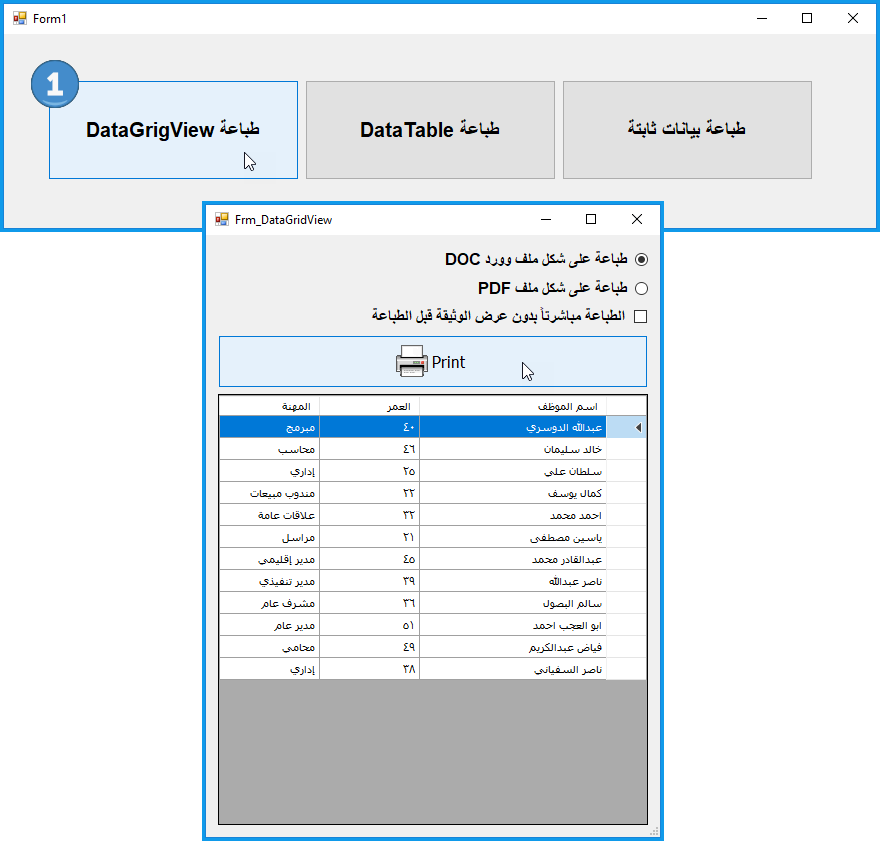 Form1
1
طباعة DataGrigView
طباعة DataTable
طباعة بيانات ثابتة
Frm_DataGridView
طباعة على شكل ملف وورد DOC
طباعة على شكل ملف PDF
الطباعة مباشرتاً بدون عرض الوثيقة قبل الطباعة
Print
اسم الموظف العمر المهنة
عبدالله الدوسري ٤٠ مبرمج
خالد سليمان ٤٦ محاسب
سلطان علي ٢٥ إداري
كمال يوسف ٢٢ مندوب مبيعات
احمد محمد ٣٢ علاقات عامة
ياسين مصطفى ٢١ مراسل
عبدالقادر محمد ٤٥ مدير إقليمي
ناصر عبدالله ٣٩ مدير تنفيذي
سالم البصول ٣٦ مشرف عام
ابو العجب احمد ٥١ مدير عام
فياض عبدالكريم ٤٩ محامي
ناصر السفياني ٣٨ إداري